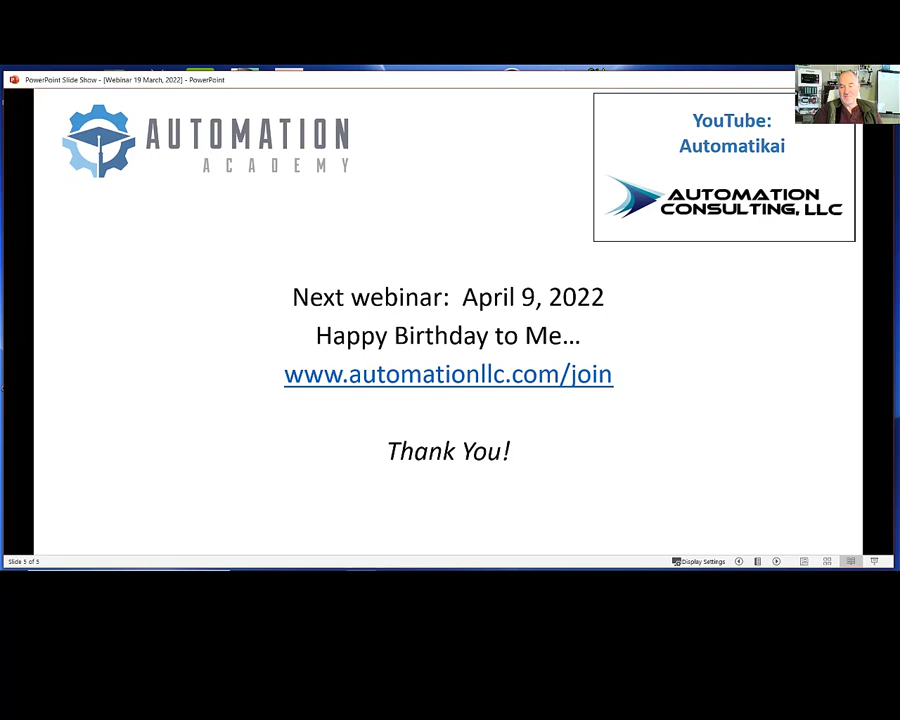 PowerPoint Slide Show - [Webinar 19 March, 2022] - PowerPoint
AUTOMATION
ACADEMY
YouTube:
Automatikai
AUTOMATION
CONSULTING, LLC
Next webinar:  April 9, 2022
Happy Birthday to Me…
www.automationllc.com/join
Thank You!
Slide 5 of 5
Display Settings